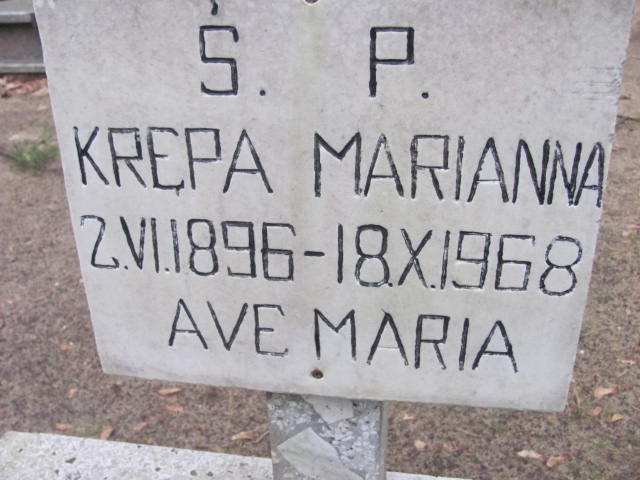 Ś. P.
KRĘPA MARIANNA
2.VI.1896-18.X.1968
AVE MARIA